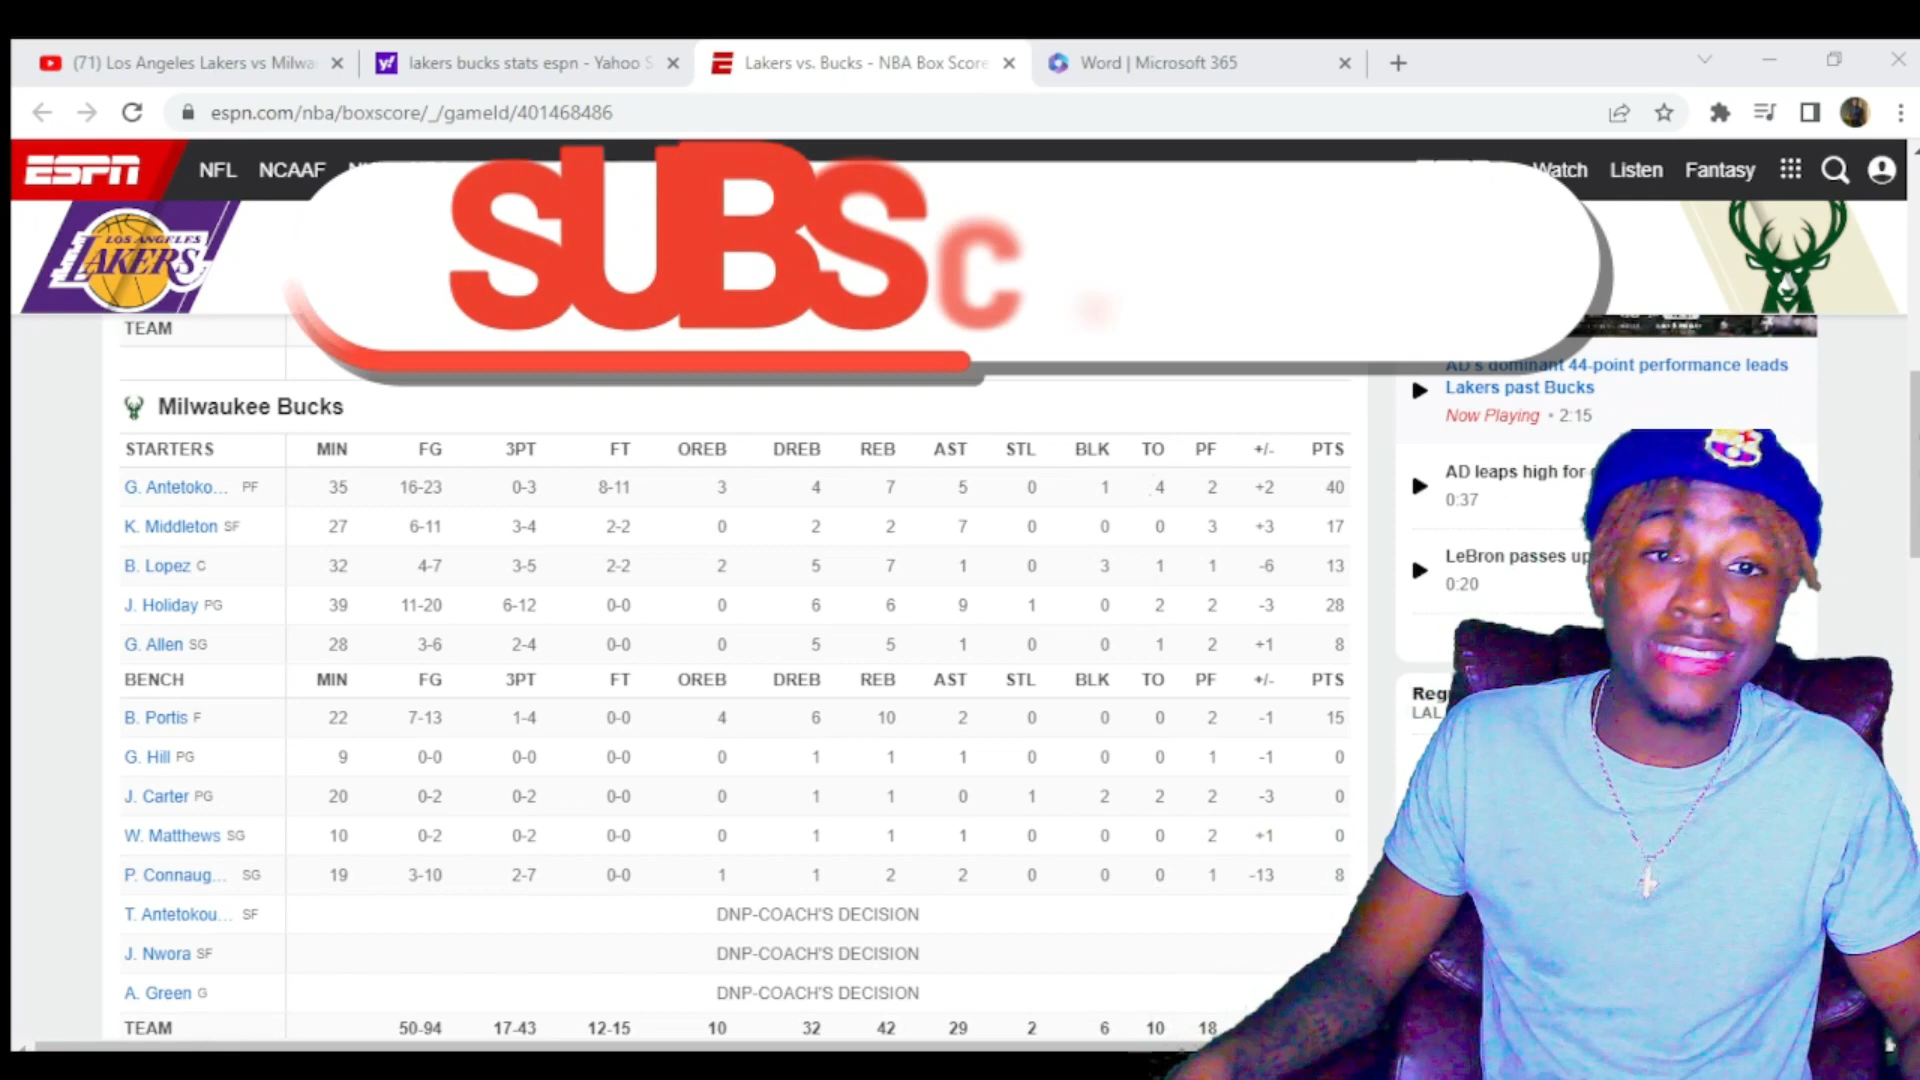 (71) Los Angeles Lakers vs Milwa
lakers bucks stats espn - Yahoo S
Lakers vs. Bucks - NBA Box Score
Word | Microsoft 365
espn.com/nba/boxscore/_/gameId/401468486
ESPN NFL NCAAF Watch Listen Fantasy
LOS ANGELES
LAKERS
SUBSC
TEAM
Milwaukee Bucks
STARTERS MIN FG 3PT FT OREB DREB REB AST STL BLK TO PF +/- PTS
G. Antetoko... PF 35 16-23 0-3 8-11 3 4 7 5 0 1 4 2 +2 40
K. Middleton SF 27 6-11 3-4 2-2 0 2 2 7 0 0 0 3 +3 17
B. Lopez C 32 4-7 3-5 2-2 2 5 7 1 0 3 1 1 -6 13
J. Holiday PG 39 11-20 6-12 0-0 0 6 6 9 1 0 2 2 -3 28
G. Allen SG 28 3-6 2-4 0-0 0 5 5 1 0 0 1 2 +1 8
BENCH MIN FG 3PT FT OREB DREB REB AST STL BLK TO PF +/- PTS
B. Portis F 22 7-13 1-4 0-0 4 6 10 2 0 0 0 2 -1 15
G. Hill PG 9 0-0 0-0 0-0 0 1 1 1 0 0 0 1 -1 0
J. Carter PG 20 0-2 0-2 0-0 0 1 1 0 1 2 2 2 -3 0
W. Matthews SG 10 0-2 0-2 0-0 0 1 1 1 0 0 0 2 +1 0
P. Connaug... SG 19 3-10 2-7 0-0 1 1 2 2 0 0 0 1 -13 8
T. Antetokou... SF DNP-COACH'S DECISION
J. Nwora SF DNP-COACH'S DECISION
A. Green G DNP-COACH'S DECISION
TEAM 50-94 17-43 12-15 10 32 42 29 2 6 10 18
AD's dominant 44-point performance leads
Lakers past Bucks
Now Playing • 2:15
AD leaps high for
0:37
LeBron passes up
0:20
Reg
LAL